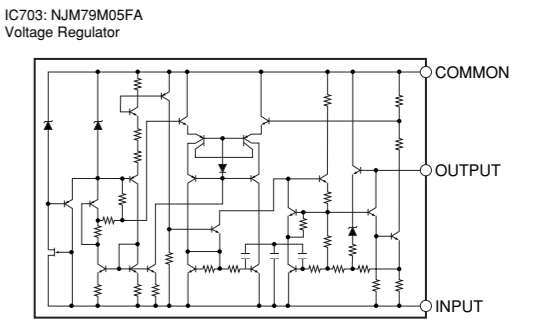 IC703: NJM79M05FA
Voltage Regulator
COMMON
OUTPUT
INPUT